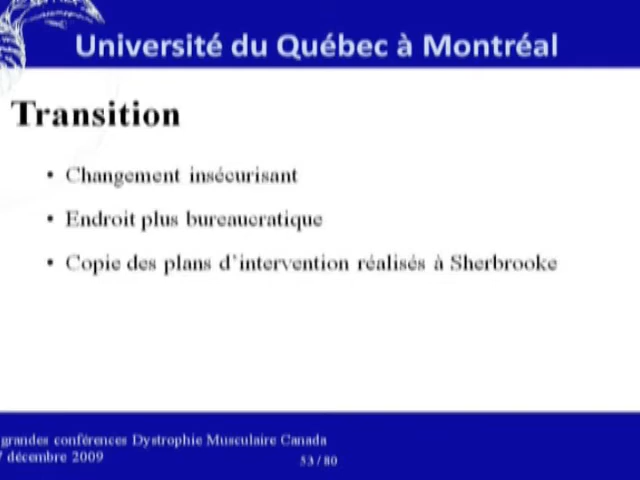 Université du Québec à Montréal
Transition
• Changement insécurisant
• Endroit plus bureaucratique
• Copie des plans d'intervention réalisés à Sherbrooke
grandes conférences Dystrophie Musculaire Canada
7 décembre 2009
53 / 80